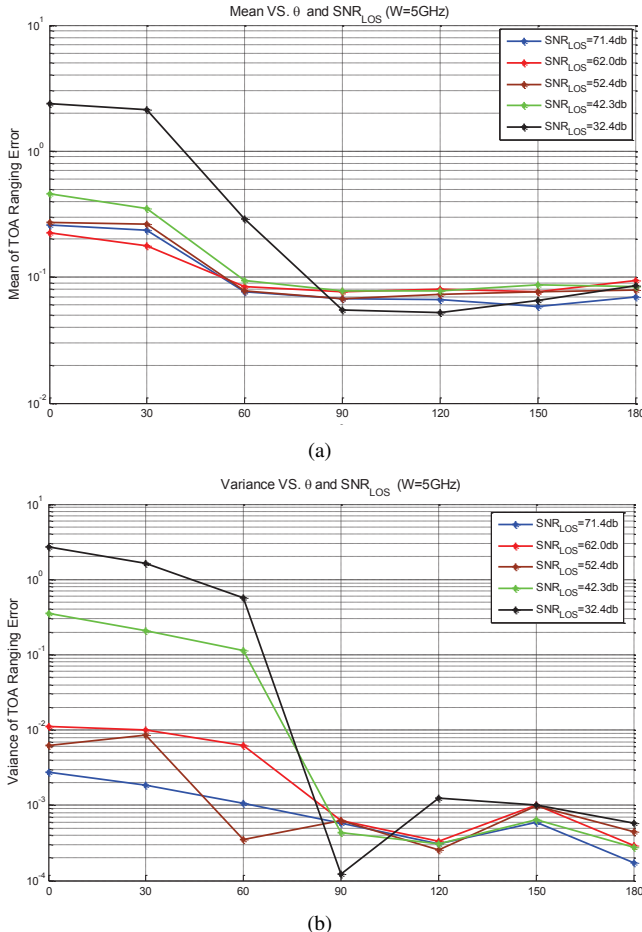 Mean VS. θ and SNR_LOS (W=5GHz)
Mean of TOA Ranging Error
10^1
10^0
10^-1
10^-2
SNR_LOS=71.4db
SNR_LOS=62.0db
SNR_LOS=52.4db
SNR_LOS=42.3db
SNR_LOS=32.4db
0 30 60 90 120 150 180
(a)
Variance VS. θ and SNR_LOS (W=5GHz)
Vaiance of TOA Ranging Error
10^1
10^0
10^-1
10^-2
10^-3
10^-4
SNR_LOS=71.4db
SNR_LOS=62.0db
SNR_LOS=52.4db
SNR_LOS=42.3db
SNR_LOS=32.4db
0 30 60 90 120 150 180
(b)